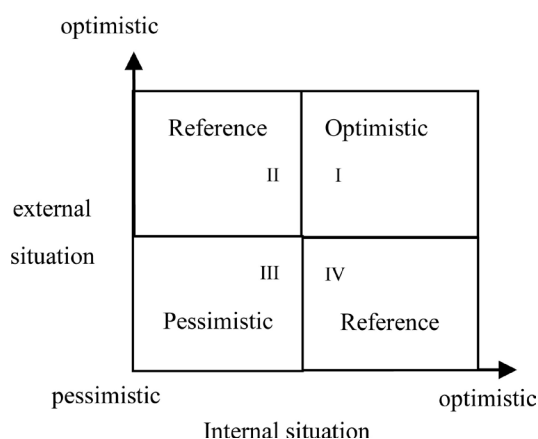 optimistic
Reference
Optimistic
II
I
external
situation
III
IV
Pessimistic
Reference
pessimistic
optimistic
Internal situation